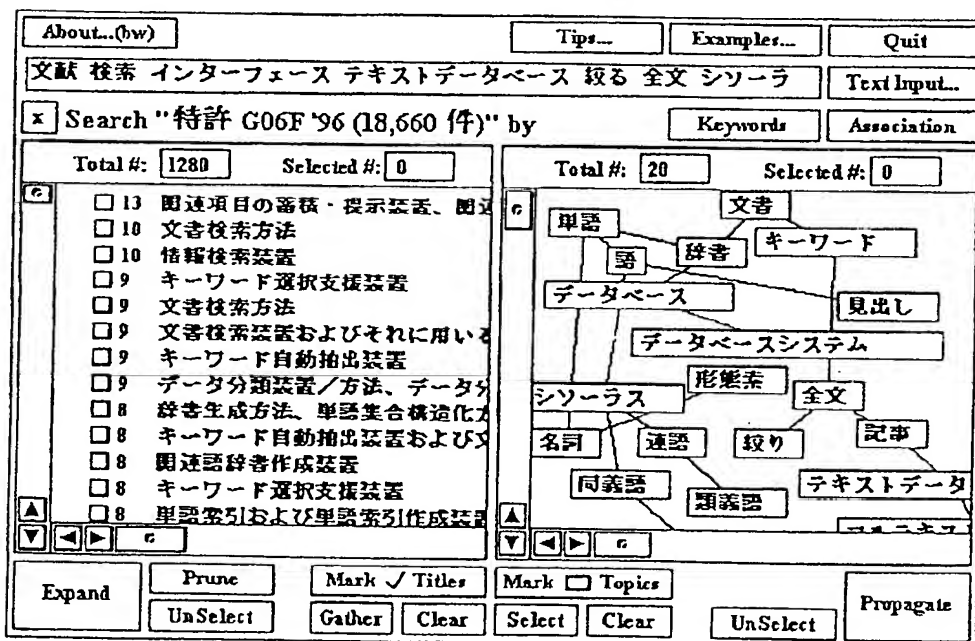 About...(bw) Tips... Examples... Quit
文献 検索 インターフェース テキストデータベース 絞る 全文 シソーラ Text Input...
x Search "特許 G06F '96 (18,660 件)" by Keywords Association
Total #: 1280 Selected #: 0
13 関連項目の蓄積・提示装置、関連
10 文書検索方法
10 情報検索装置
9 キーワード選択支援装置
9 文書検索方法
9 文書検索装置およびそれに用いる
9 キーワード自動抽出装置
9 データ分類装置／方法、データ分
8 辞書生成方法、単語集合構造化方
8 キーワード自動抽出装置および文
8 関連語辞書作成装置
8 キーワード選択支援装置
8 単語索引および単語索引作成装置
Total #: 20 Selected #: 0
文書
単語
キーワード
辞書
語
データベース
見出し
データベースシステム
形態素
シソーラス
全文
名詞
連語
絞り
記事
同義語
テキストデータ
類義語
Expand Prune Mark ✓ Titles Mark Topics Propagate
UnSelect Gather Clear Select Clear UnSelect